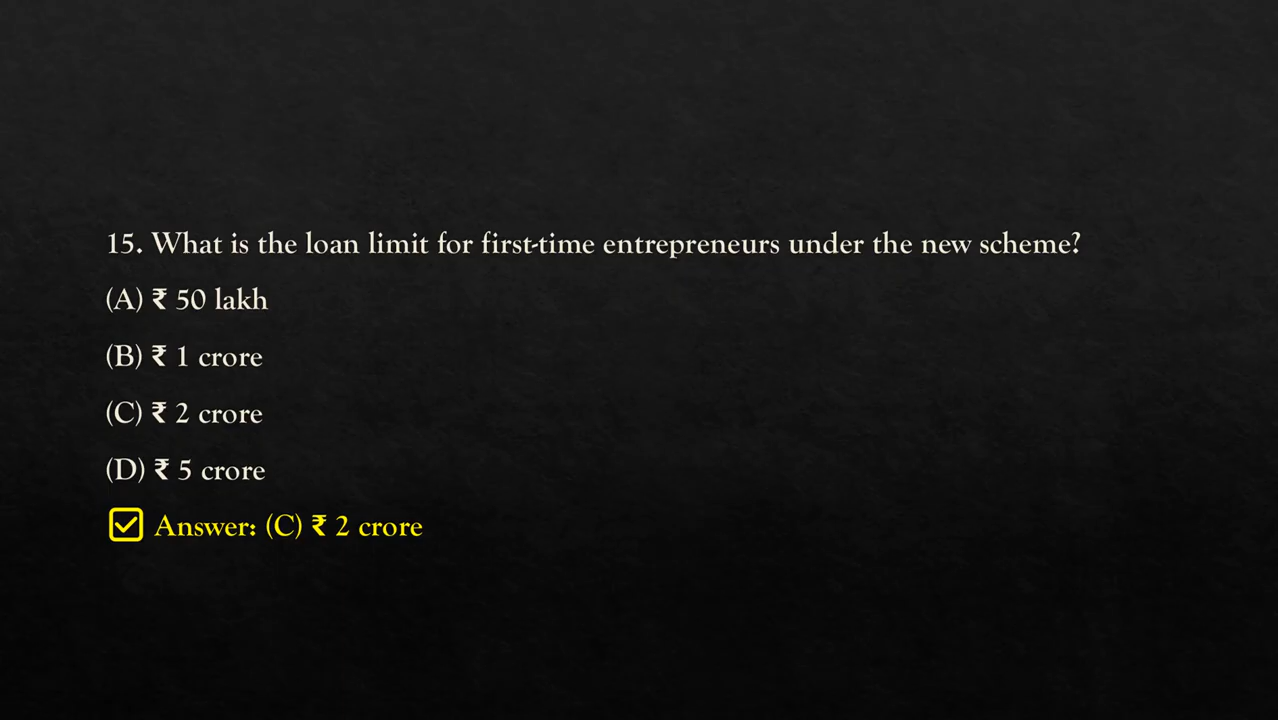 15. What is the loan limit for first-time entrepreneurs under the new scheme?
(A) ₹ 50 lakh
(B) ₹ 1 crore
(C) ₹ 2 crore
(D) ₹ 5 crore
☑ Answer: (C) ₹ 2 crore